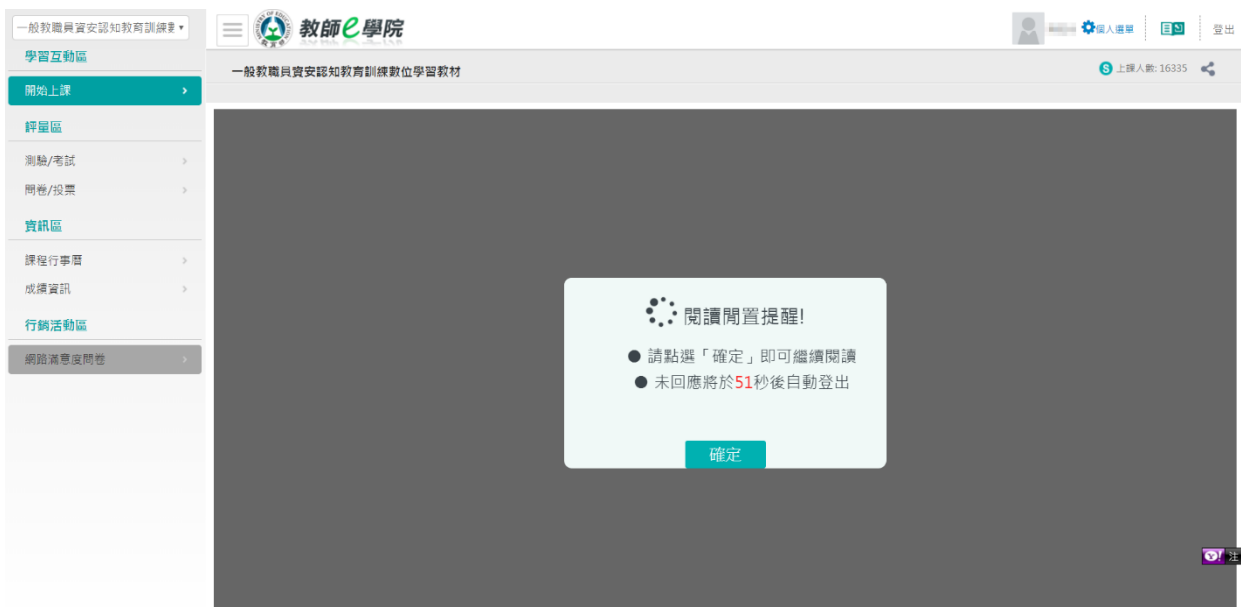 一般教職員資安認知教育訓練數
學習互動區
開始上課
評量區
測驗/考試
問卷/投票
資訊區
課程行事曆
成績資訊
行銷活動區
網路滿意度問卷
教師e學院
個人選單
登出
一般教職員資安認知教育訓練數位學習教材
上課人數: 16335
閱讀閒置提醒!
● 請點選「確定」即可繼續閱讀
● 未回應將於51秒後自動登出
確定
Y! 注